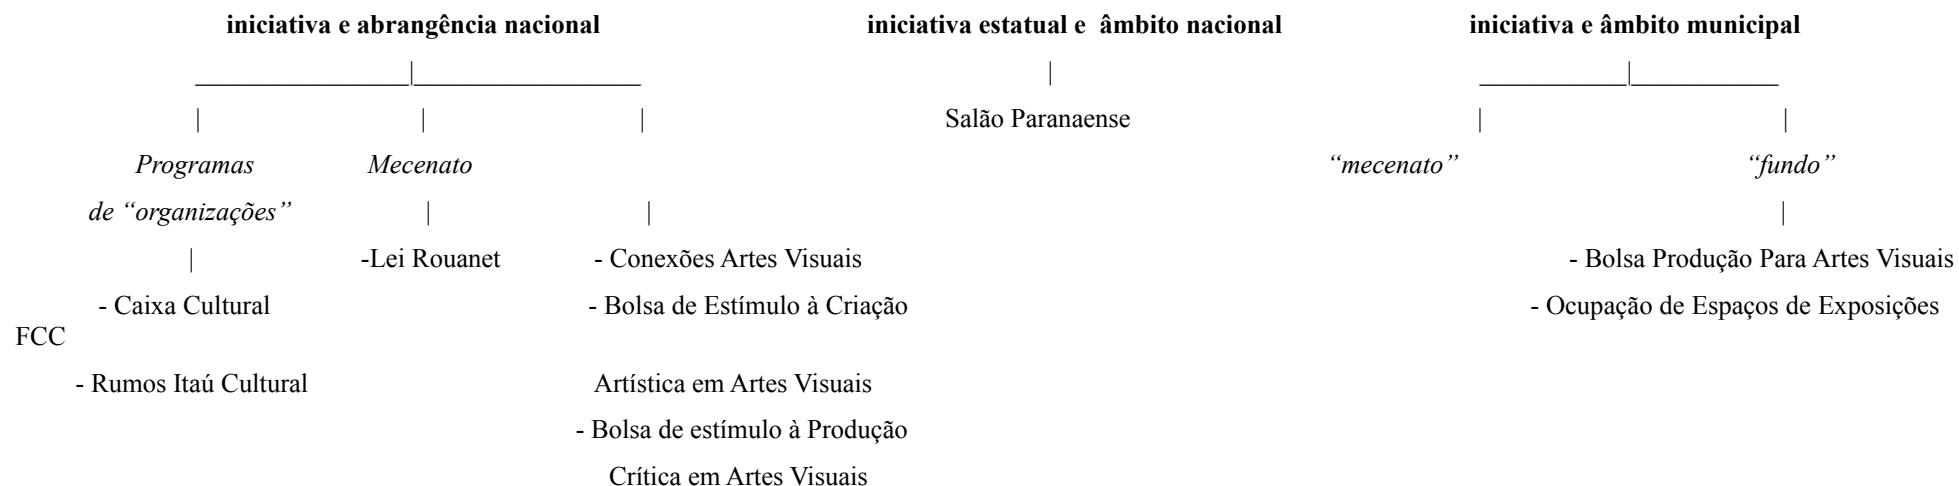 iniciativa e abrangência nacional iniciativa estatual e âmbito nacional iniciativa e âmbito municipal
Salão Paranaense
Programas Mecenato “mecenato” “fundo”
de “organizações”
-Lei Rouanet - Conexões Artes Visuais - Bolsa Produção Para Artes Visuais
- Caixa Cultural - Bolsa de Estímulo à Criação - Ocupação de Espaços de Exposições
FCC
- Rumos Itaú Cultural Artística em Artes Visuais
- Bolsa de estímulo à Produção
Crítica em Artes Visuais